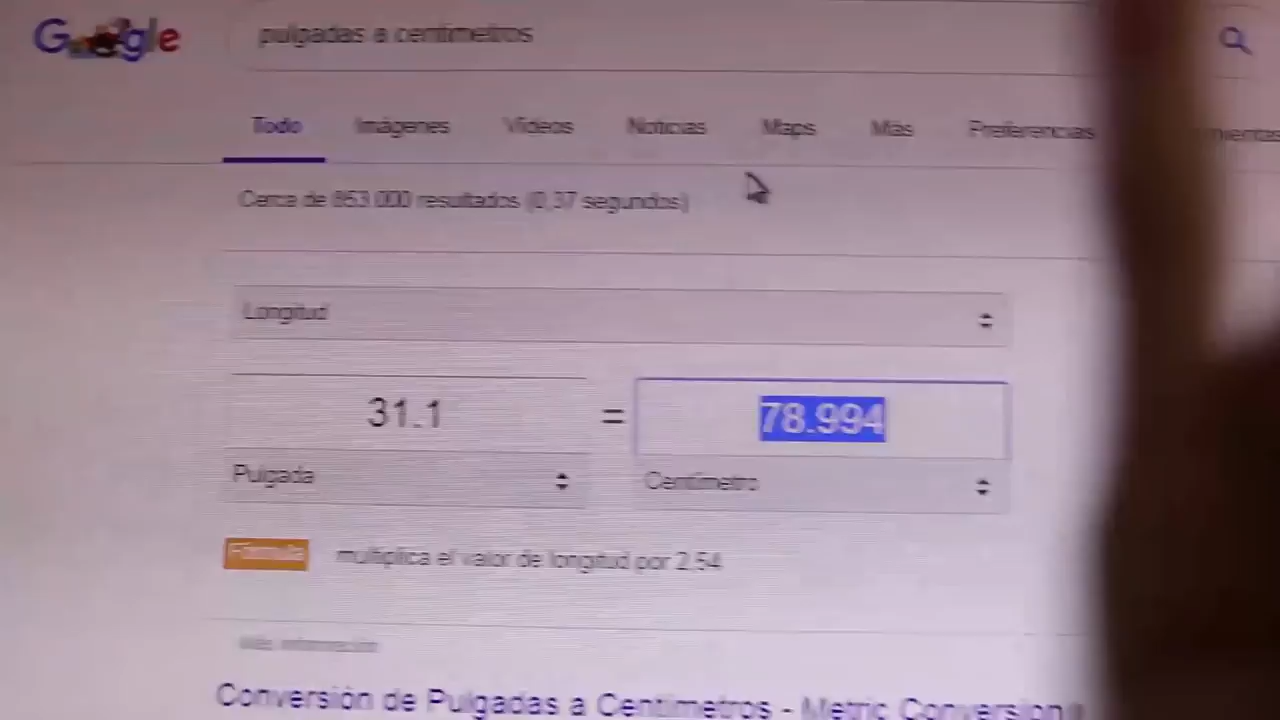 Google
pulgadas a centimetros
Todo Imágenes Videos Noticias Maps Más Preferencias
Cerca de 853.000 resultados (0,37 segundos)
Longitud
31.1 = 78.994
Pulgada Centímetro
Fórmula multiplica el valor de longitud por 2.54
Más información
Conversión de Pulgadas a Centímetros - Metric Conversion